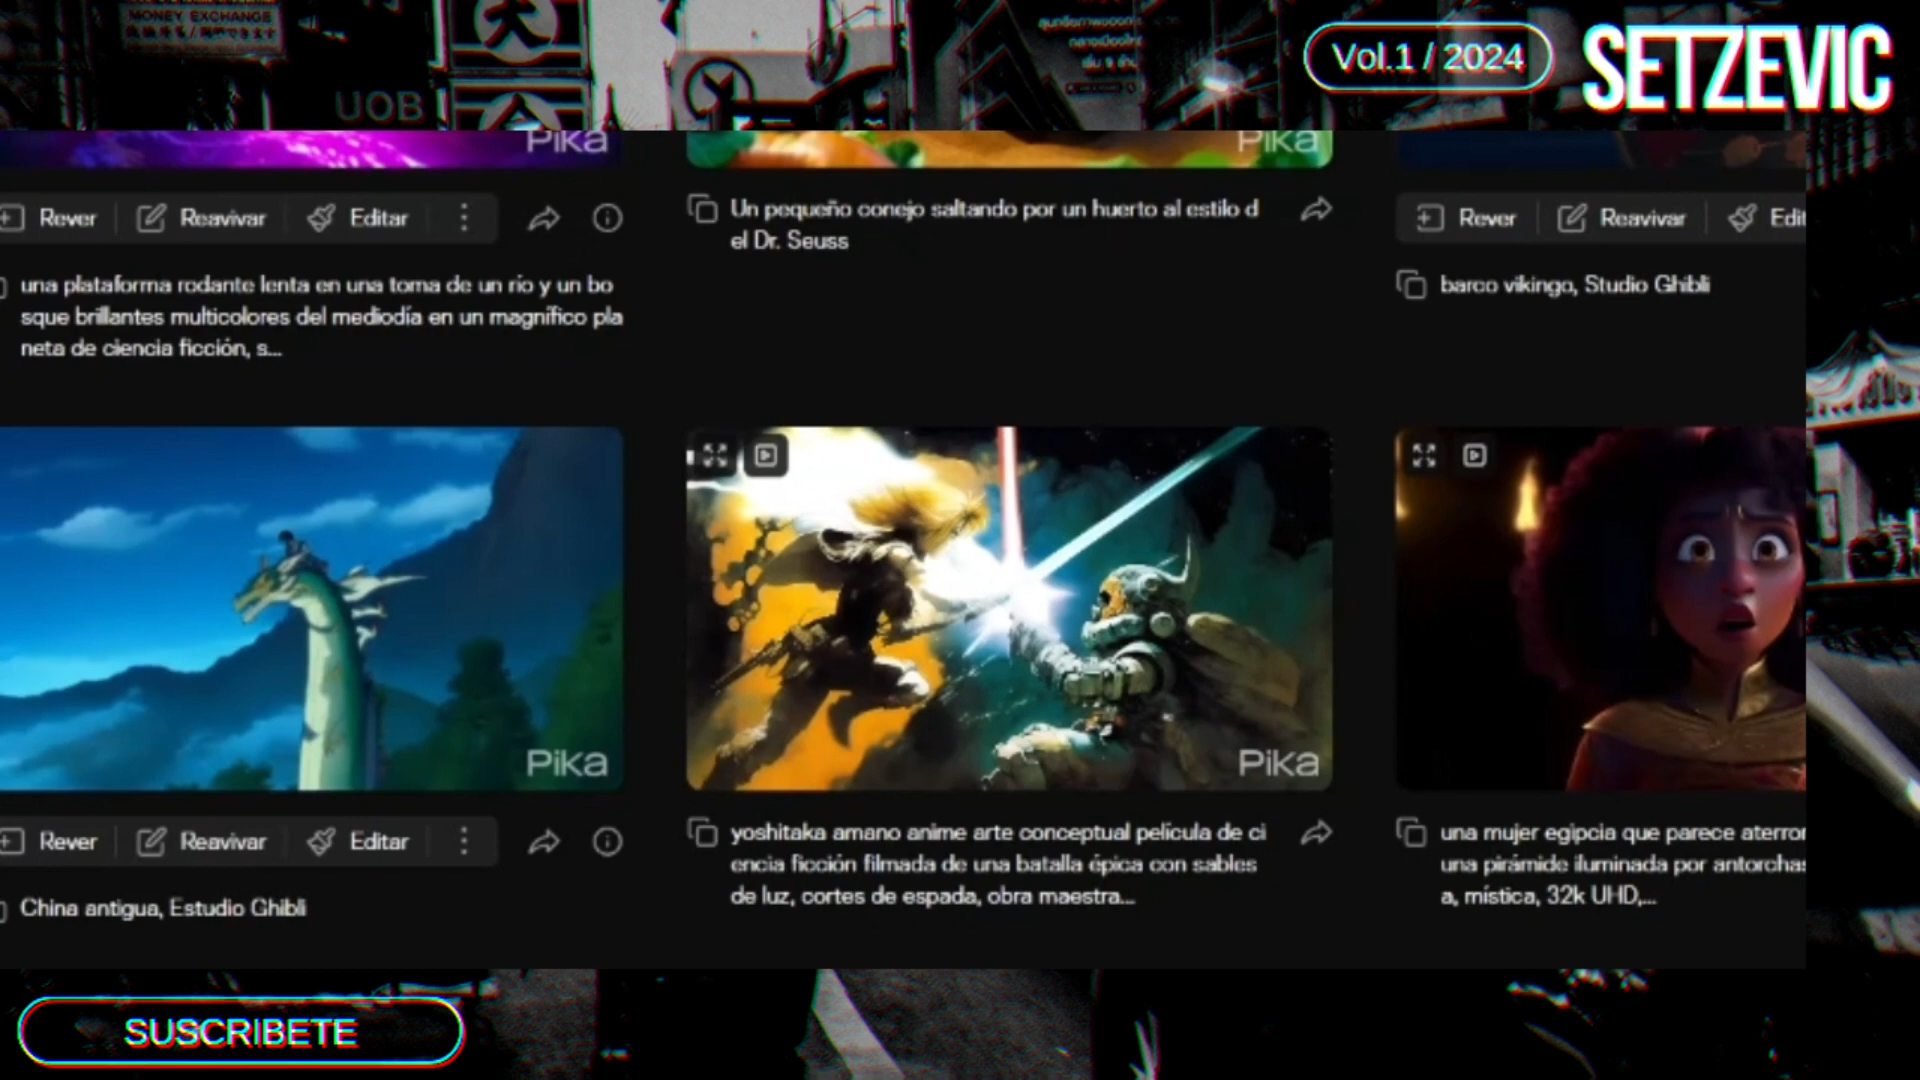 MONEY EXCHANGE
UOB
大
Vol.1 / 2024
SETZEVIC
Pika
Pika
Rever
Reavivar
Editar
Un pequeño conejo saltando por un huerto al estilo d
el Dr. Seuss
Rever
Reavivar
Edit
una plataforma rodante lenta en una toma de un río y un bo
sque brillantes multicolores del mediodía en un magnífico pla
neta de ciencia ficción, s...
barco vikingo, Studio Ghibli
Pika
Pika
Rever
Reavivar
Editar
China antigua, Estudio Ghibli
yoshitaka amano anime arte conceptual película de ci
encia ficción filmada de una batalla épica con sables
de luz, cortes de espada, obra maestra...
una mujer egipcia que parece aterror
una pirámide iluminada por antorchas
a, mística, 32k UHD,...
SUSCRIBETE